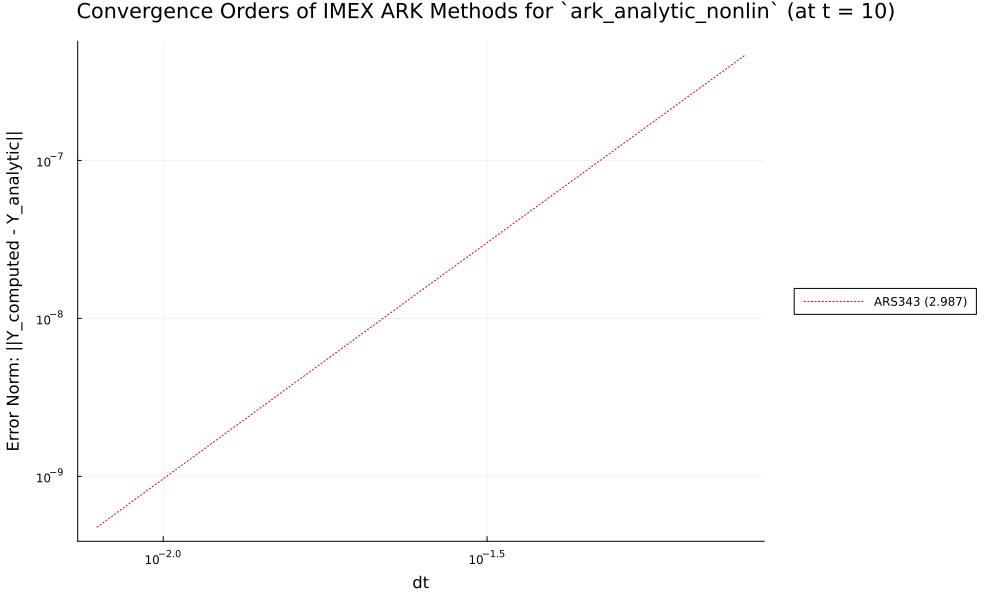 Convergence Orders of IMEX ARK Methods for `ark_analytic_nonlin` (at t = 10)
Error Norm: ||Y_computed - Y_analytic||
10⁻⁷
10⁻⁸
10⁻⁹
ARS343 (2.987)
10⁻²·⁰
10⁻¹·⁵
dt